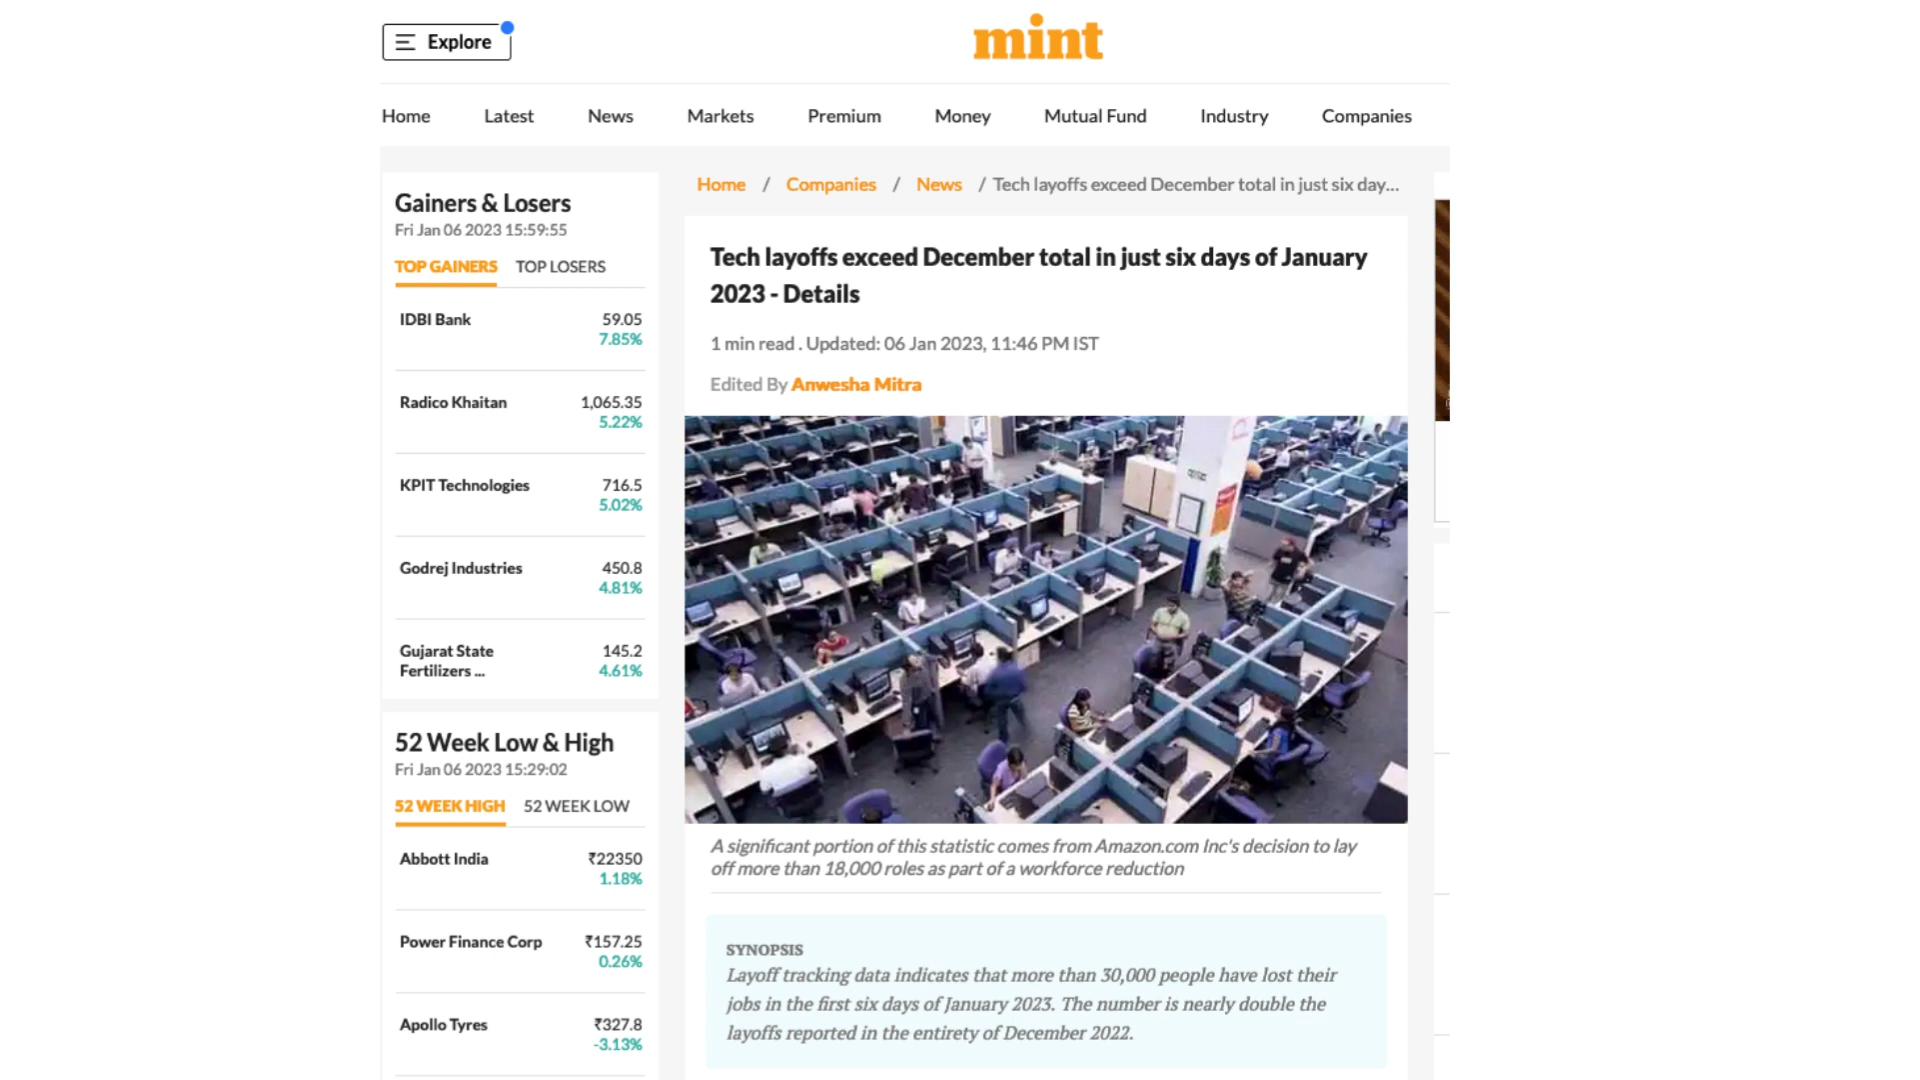 Explore
mint
Home Latest News Markets Premium Money Mutual Fund Industry Companies
Gainers & Losers
Fri Jan 06 2023 15:59:55
TOP GAINERS TOP LOSERS
IDBI Bank 59.05
7.85%
Radico Khaitan 1,065.35
5.22%
KPIT Technologies 716.5
5.02%
Godrej Industries 450.8
4.81%
Gujarat State 145.2
Fertilizers ... 4.61%
52 Week Low & High
Fri Jan 06 2023 15:29:02
52 WEEK HIGH 52 WEEK LOW
Abbott India ₹22350
1.18%
Power Finance Corp ₹157.25
0.26%
Apollo Tyres ₹327.8
-3.13%
Home / Companies / News / Tech layoffs exceed December total in just six day...
Tech layoffs exceed December total in just six days of January
2023 - Details
1 min read . Updated: 06 Jan 2023, 11:46 PM IST
Edited By Anwesha Mitra
A significant portion of this statistic comes from Amazon.com Inc's decision to lay
off more than 18,000 roles as part of a workforce reduction
SYNOPSIS
Layoff tracking data indicates that more than 30,000 people have lost their
jobs in the first six days of January 2023. The number is nearly double the
layoffs reported in the entirety of December 2022.